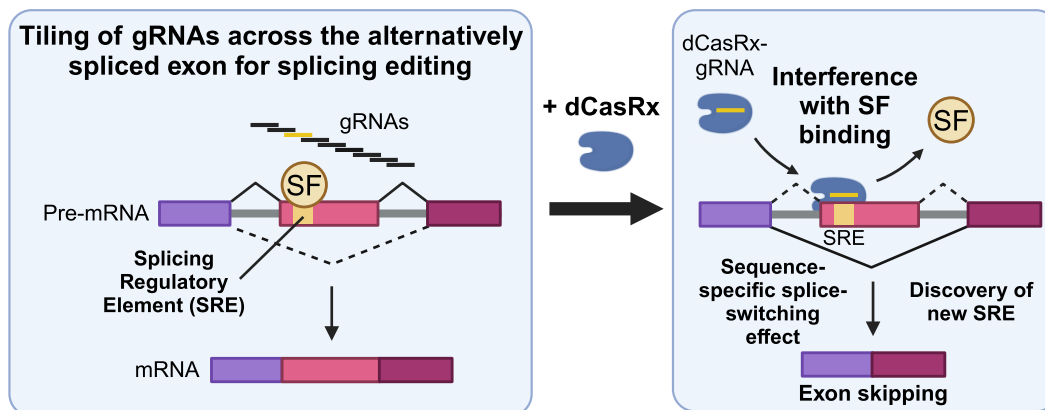 Tiling of gRNAs across the alternatively
spliced exon for splicing editing
gRNAs
SF
Pre-mRNA
Splicing
Regulatory
Element (SRE)
mRNA
+ dCasRx
dCasRx-
gRNA
Interference
with SF
binding
SF
SRE
Sequence-
specific splice-
switching
effect
Discovery of
new SRE
Exon skipping